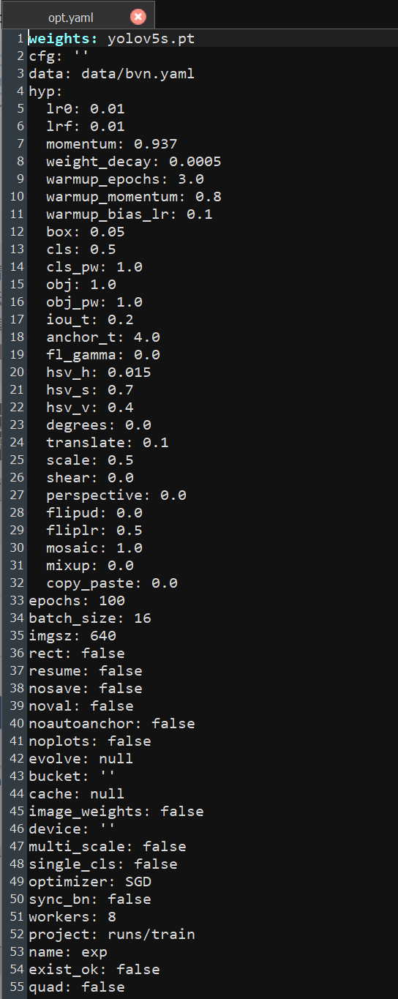 opt.yaml
1 weights: yolov5s.pt
2 cfg: ''
3 data: data/bvn.yaml
4 hyp:
5   lr0: 0.01
6   lrf: 0.01
7   momentum: 0.937
8   weight_decay: 0.0005
9   warmup_epochs: 3.0
10   warmup_momentum: 0.8
11   warmup_bias_lr: 0.1
12   box: 0.05
13   cls: 0.5
14   cls_pw: 1.0
15   obj: 1.0
16   obj_pw: 1.0
17   iou_t: 0.2
18   anchor_t: 4.0
19   fl_gamma: 0.0
20   hsv_h: 0.015
21   hsv_s: 0.7
22   hsv_v: 0.4
23   degrees: 0.0
24   translate: 0.1
25   scale: 0.5
26   shear: 0.0
27   perspective: 0.0
28   flipud: 0.0
29   fliplr: 0.5
30   mosaic: 1.0
31   mixup: 0.0
32   copy_paste: 0.0
33 epochs: 100
34 batch_size: 16
35 imgsz: 640
36 rect: false
37 resume: false
38 nosave: false
39 noval: false
40 noautoanchor: false
41 noplots: false
42 evolve: null
43 bucket: ''
44 cache: null
45 image_weights: false
46 device: ''
47 multi_scale: false
48 single_cls: false
49 optimizer: SGD
50 sync_bn: false
51 workers: 8
52 project: runs/train
53 name: exp
54 exist_ok: false
55 quad: false